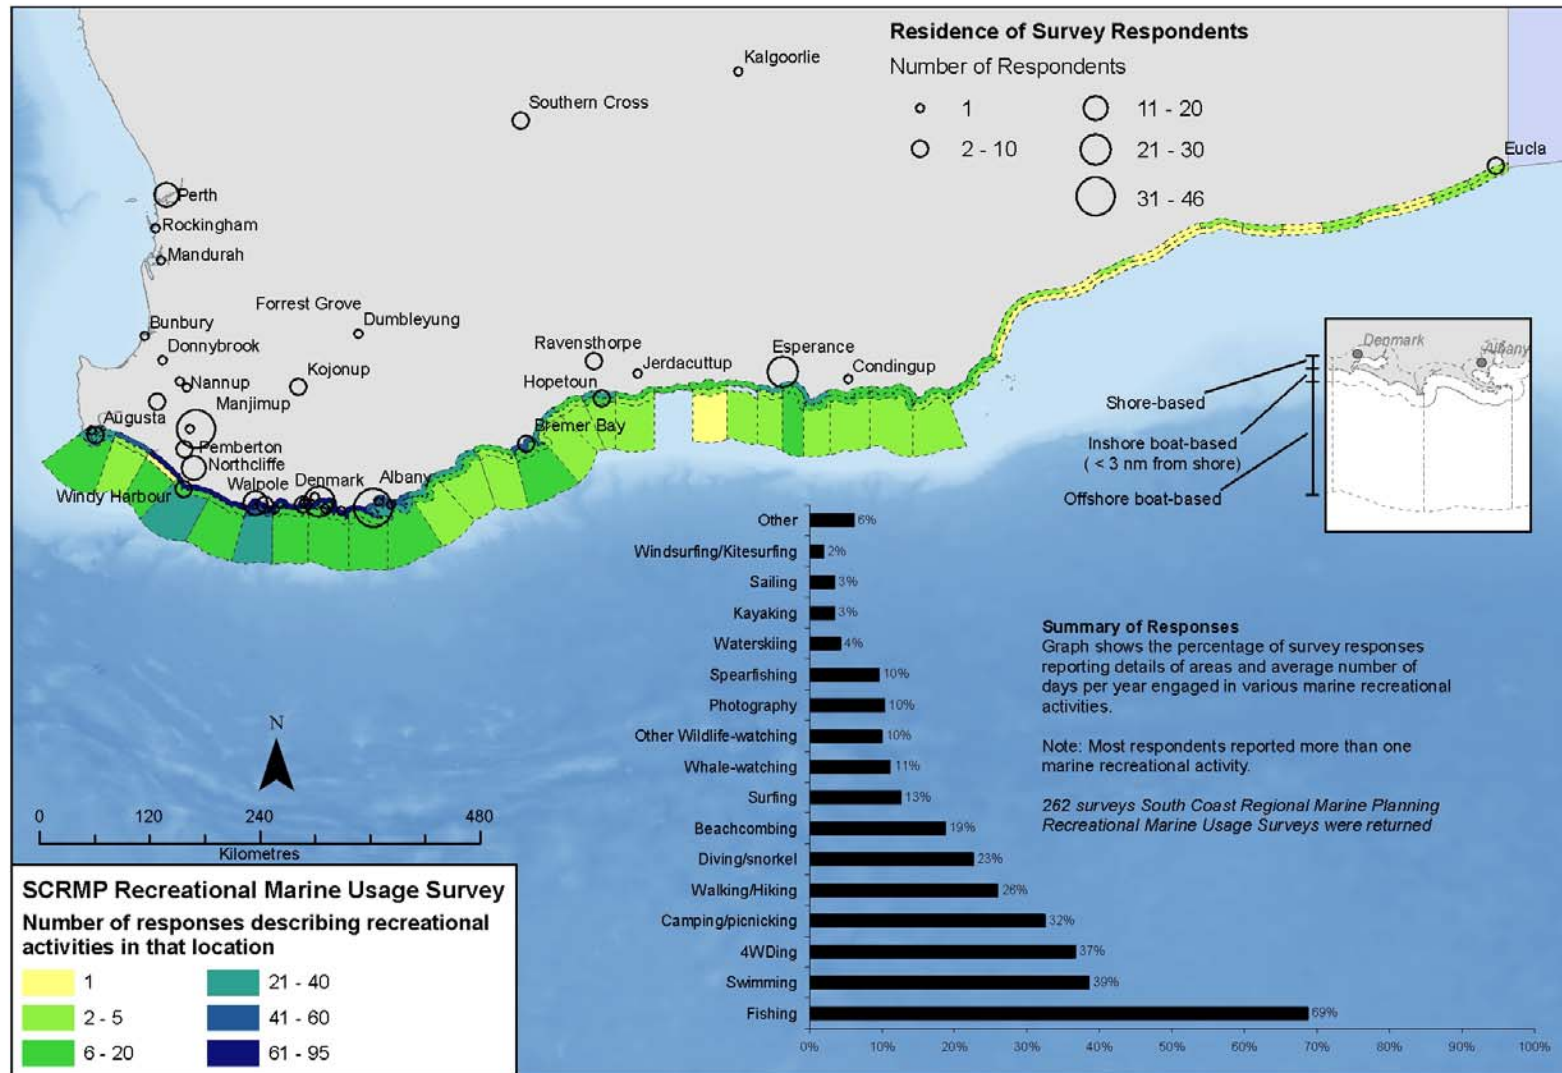 Residence of Survey Respondents
Number of Respondents
1
2 - 10
11 - 20
21 - 30
31 - 46
Kalgoorlie
Southern Cross
Eucla
Perth
Rockingham
Mandurah
Forrest Grove
Dumbleyung
Bunbury
Donnybrook
Nannup
Kojonup
Manjimup
Augusta
Pemberton
Northcliffe
Windy Harbour
Walpole
Denmark
Albany
Ravensthorpe
Jerdacuttup
Hopetoun
Bremer Bay
Esperance
Condingup
Denmark
Albany
Shore-based
Inshore boat-based
( < 3 nm from shore)
Offshore boat-based
Other 6%
Windsurfing/Kitesurfing 2%
Sailing 3%
Kayaking 3%
Waterskiing 4%
Spearfishing 10%
Photography 10%
Other Wildlife-watching 10%
Whale-watching 11%
Surfing 13%
Beachcombing 19%
Diving/snorkel 23%
Walking/Hiking 26%
Camping/picnicking 32%
4WDing 37%
Swimming 39%
Fishing 69%
0% 10% 20% 30% 40% 50% 60% 70% 80% 90% 100%
Summary of Responses
Graph shows the percentage of survey responses
reporting details of areas and average number of
days per year engaged in various marine recreational
activities.
Note: Most respondents reported more than one
marine recreational activity.
262 surveys South Coast Regional Marine Planning
Recreational Marine Usage Surveys were returned
N
0 120 240 480
Kilometres
SCRMP Recreational Marine Usage Survey
Number of responses describing recreational
activities in that location
1
2 - 5
6 - 20
21 - 40
41 - 60
61 - 95